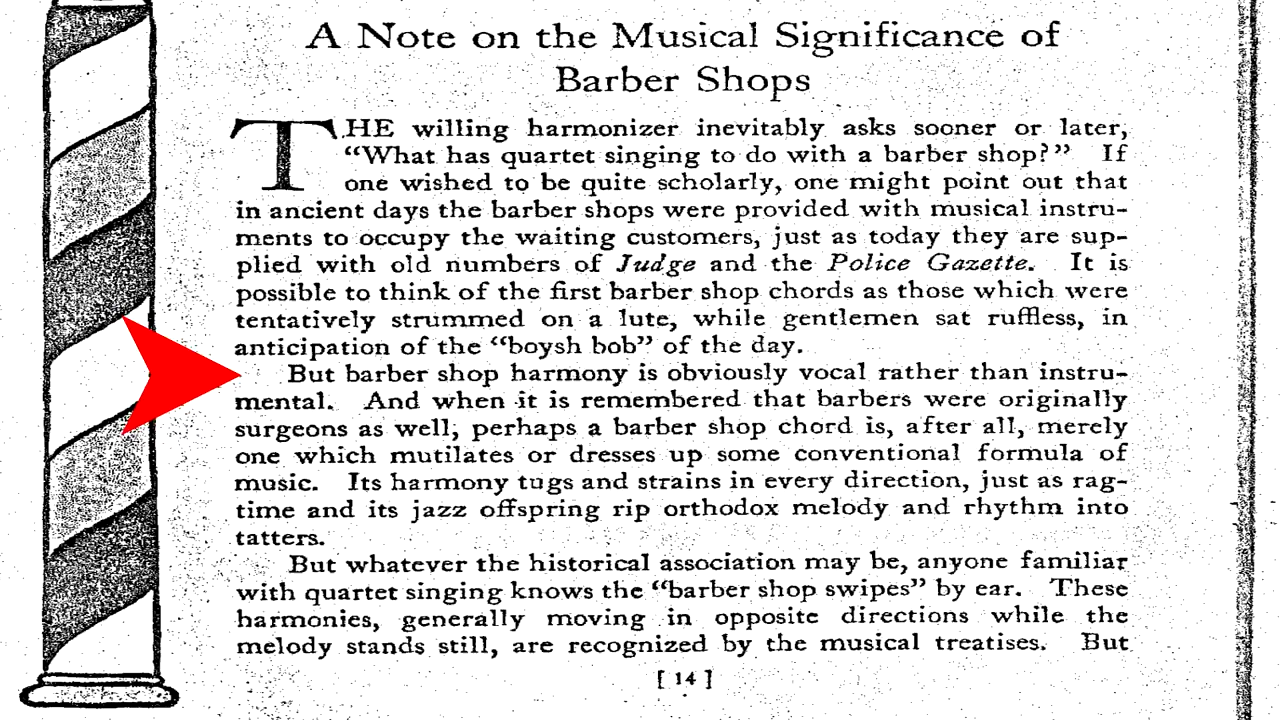 A Note on the Musical Significance of
Barber Shops
THE willing harmonizer inevitably asks sooner or later,
“What has quartet singing to do with a barber shop?” If
one wished to be quite scholarly, one might point out that
in ancient days the barber shops were provided with musical instru-
ments to occupy the waiting customers, just as today they are sup-
plied with old numbers of Judge and the Police Gazette. It is
possible to think of the first barber shop chords as those which were
tentatively strummed on a lute, while gentlemen sat ruffless, in
anticipation of the “boysh bob” of the day.
But barber shop harmony is obviously vocal rather than instru-
mental. And when it is remembered that barbers were originally
surgeons as well, perhaps a barber shop chord is, after all, merely
one which mutilates or dresses up some conventional formula of
music. Its harmony tugs and strains in every direction, just as rag-
time and its jazz offspring rip orthodox melody and rhythm into
tatters.
But whatever the historical association may be, anyone familiar
with quartet singing knows the “barber shop swipes” by ear. These
harmonies, generally moving in opposite directions while the
melody stands still, are recognized by the musical treatises. But
[ 14 ]